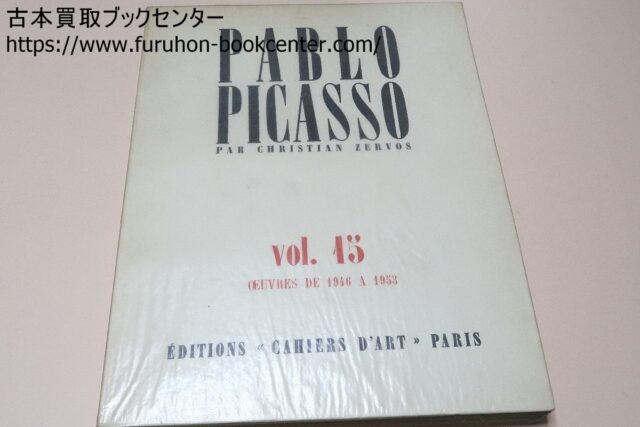 古本買取ブックセンター
https://www.furuhon-bookcenter.com/
PABLO
PICASSO
PAR CHRISTIAN ZERVOS
vol. 15
ŒUVRES DE 1946 A 1953
ÉDITIONS « CAHIERS D'ART » PARIS